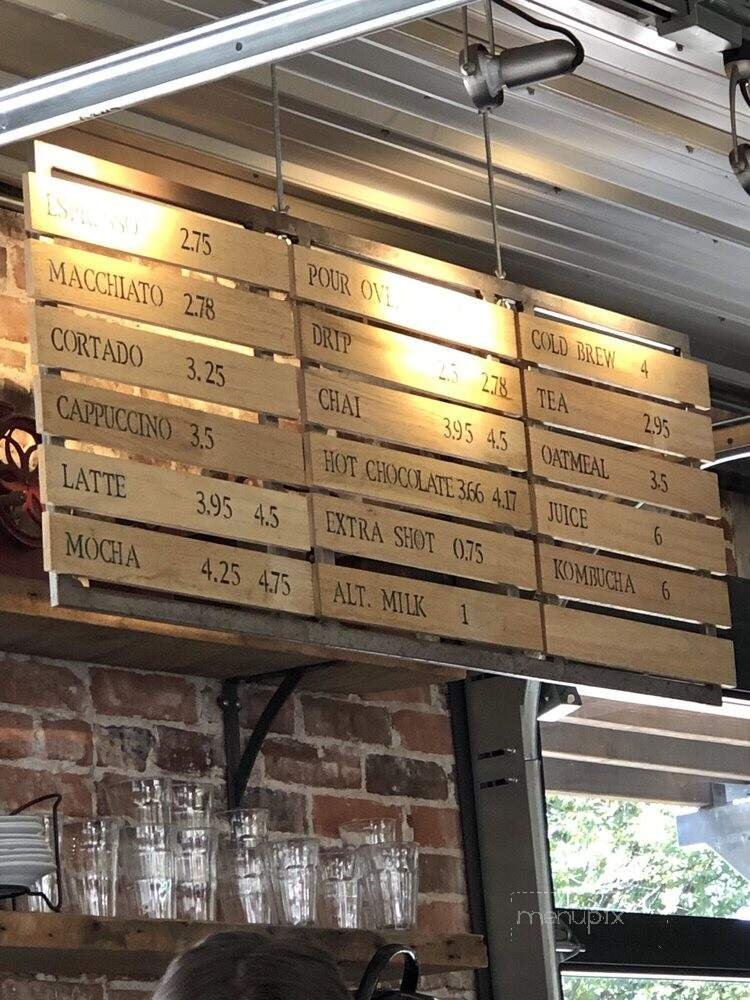 ESPRESSO 2.75
MACCHIATO 2.78
CORTADO 3.25
CAPPUCCINO 3.5
LATTE 3.95 4.5
MOCHA 4.25 4.75
POUR
DRIP 2.5 2.78
CHAI 3.95 4.5
HOT CHOCOLATE 3.66 4.17
EXTRA SHOT 0.75
ALT. MILK 1
COLD BREW 4
TEA 2.95
OATMEAL 3.5
JUICE 6
KOMBUCHA 6
menupix